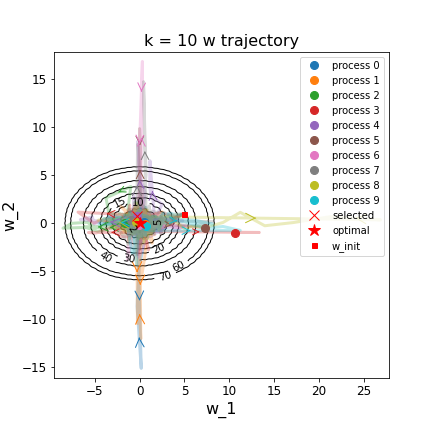 k = 10 w trajectory
w_2
15
10
5
0
−5
−10
−15
process 0
process 1
process 2
process 3
process 4
process 5
process 6
process 7
process 8
process 9
selected
optimal
w_init
15
10
5
20
30
40
60
70
−5
0
5
10
15
20
25
w_1